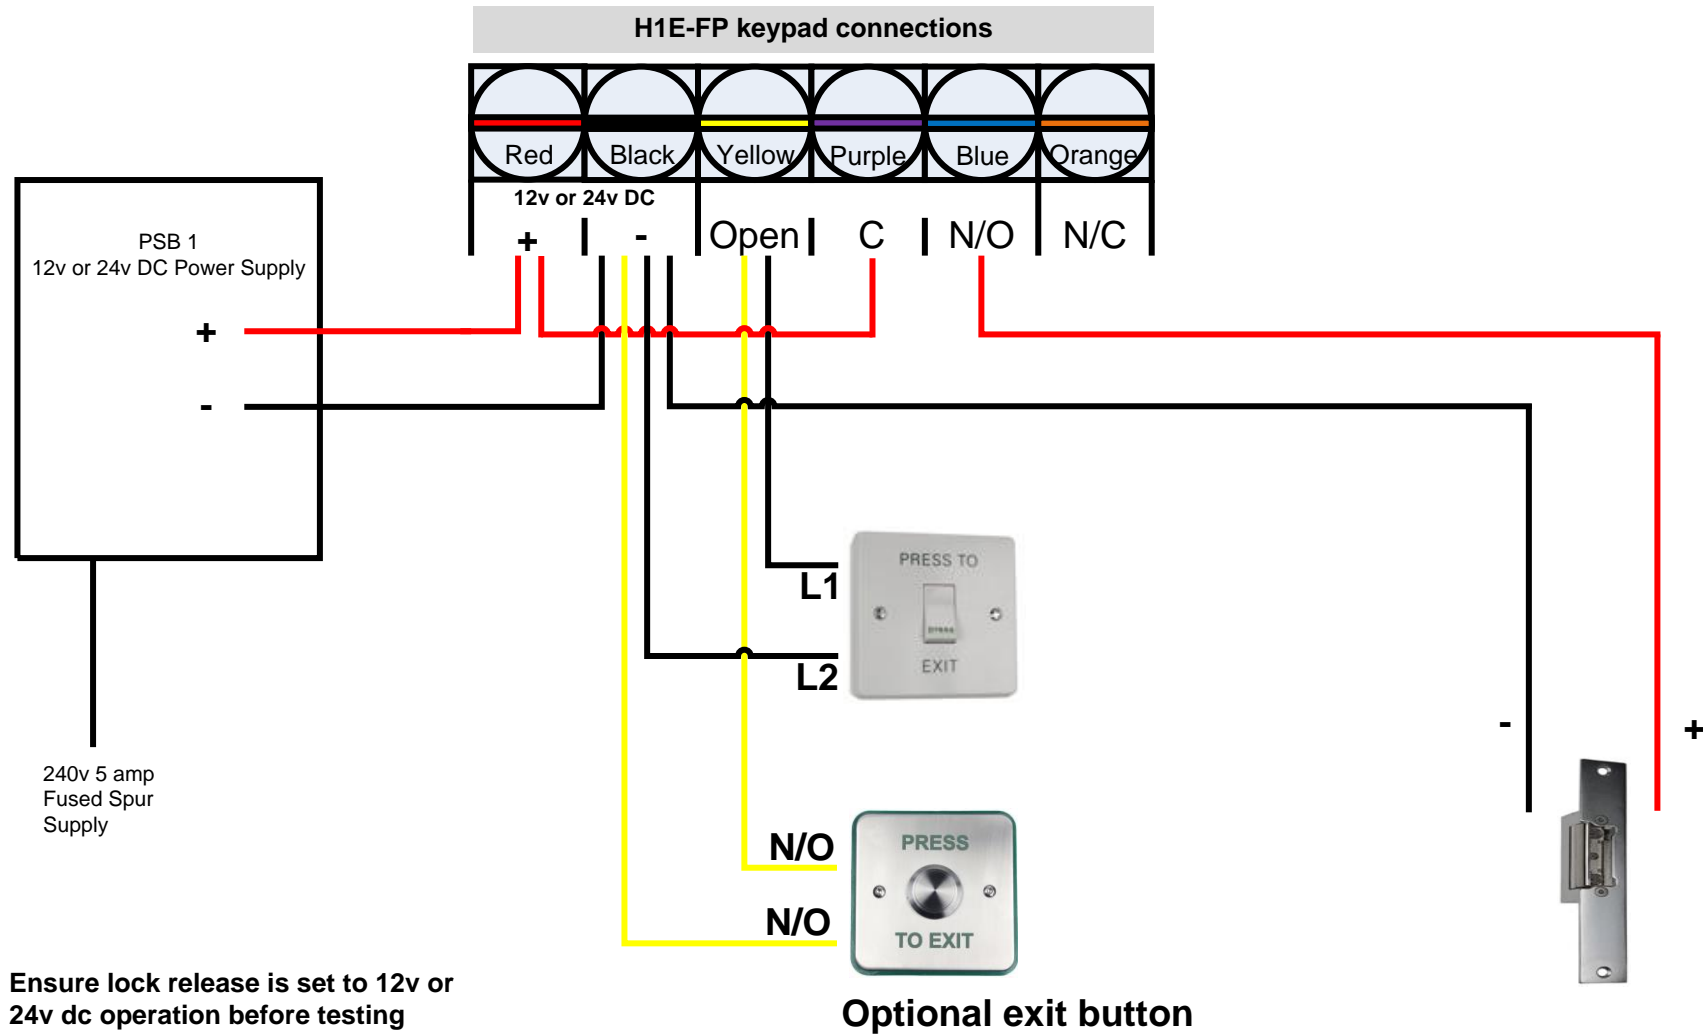 H1E-FP keypad connections
Red Black Yellow Purple Blue Orange
12v or 24v DC
+ - Open C N/O N/C
PSB 1
12v or 24v DC Power Supply
+
-
PRESS TO
L1
press
EXIT
L2
- +
240v 5 amp
Fused Spur
Supply
N/O
PRESS
N/O
TO EXIT
Ensure lock release is set to 12v or
24v dc operation before testing
Optional exit button